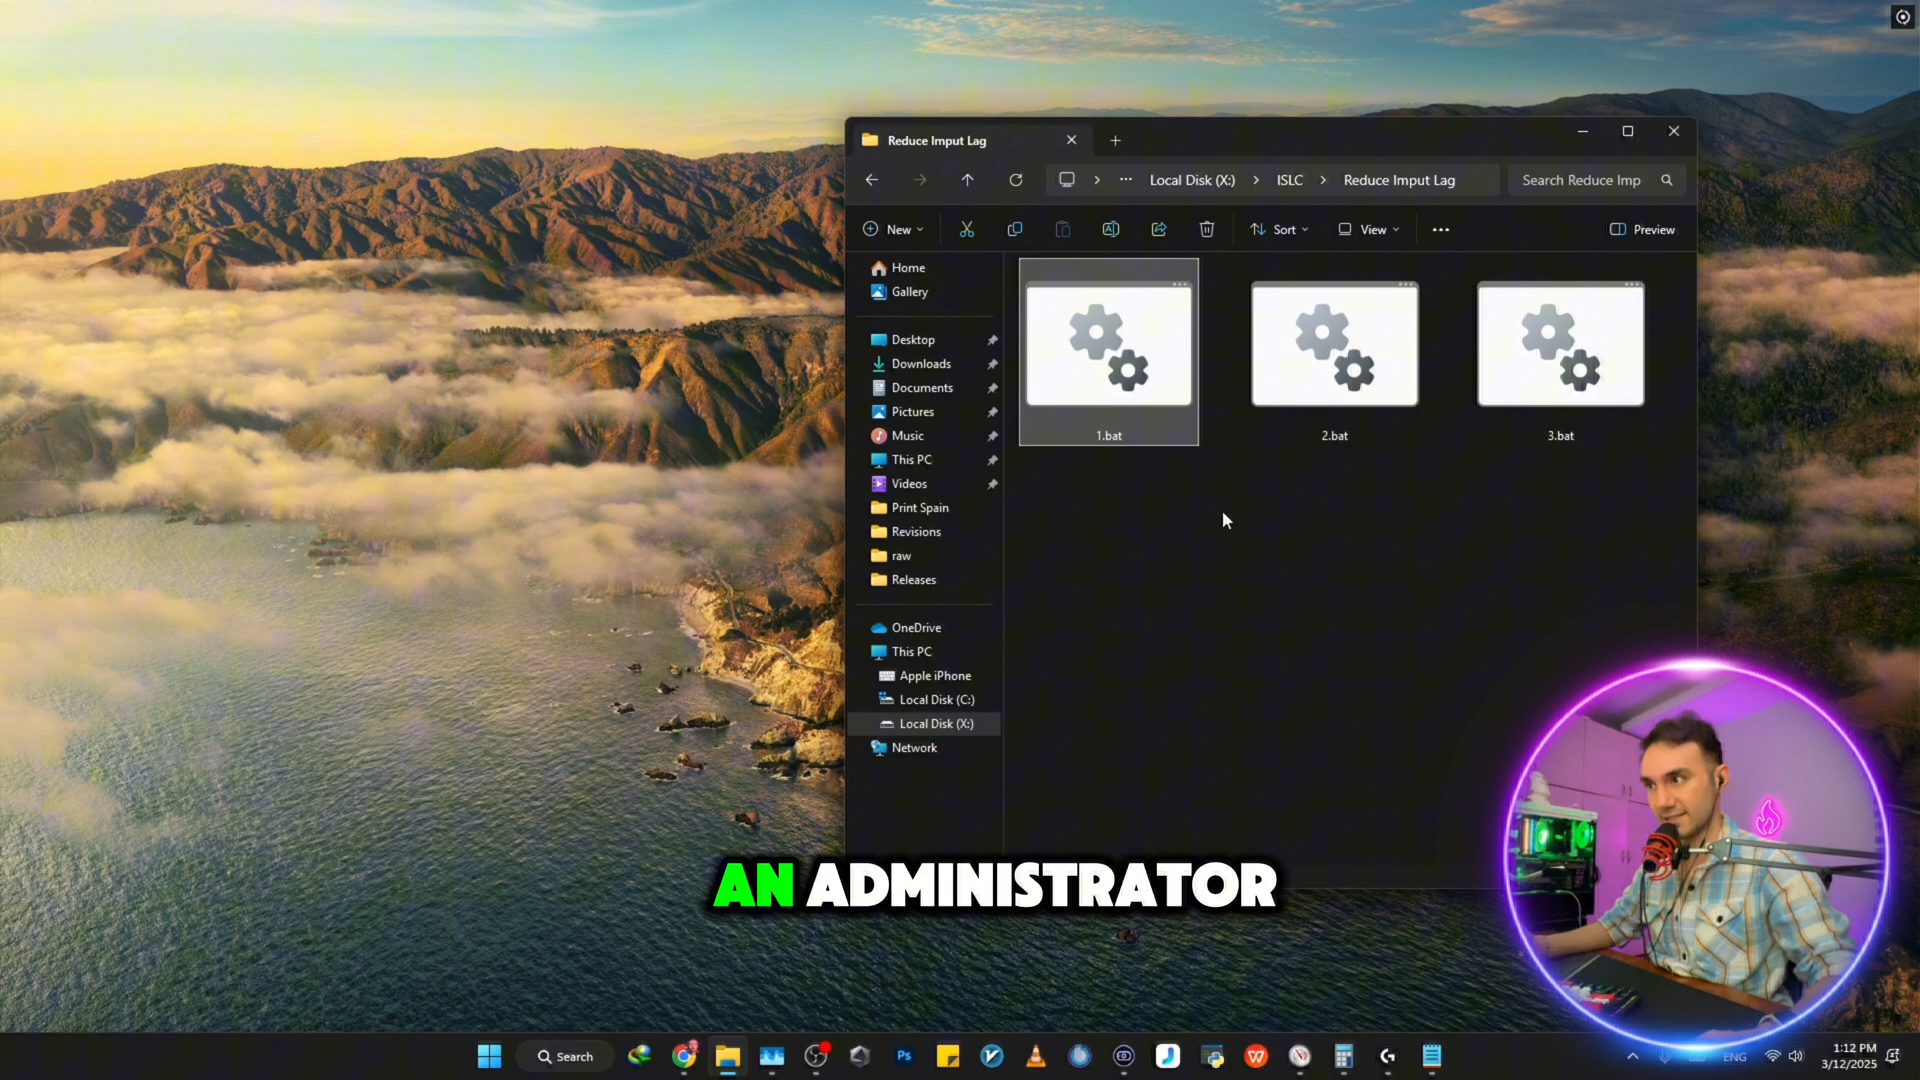 Reduce Imput Lag
Local Disk (X:)
ISLC
Reduce Imput Lag
Search Reduce Imp
New
Sort
View
Preview
Home
Gallery
Desktop
Downloads
Documents
Pictures
Music
This PC
Videos
Print Spain
Revisions
raw
Releases
OneDrive
This PC
Apple iPhone
Local Disk (C:)
Local Disk (X:)
Network
1.bat
2.bat
3.bat
AN ADMINISTRATOR
Search
Ps
ENG
1:12 PM
3/12/2025